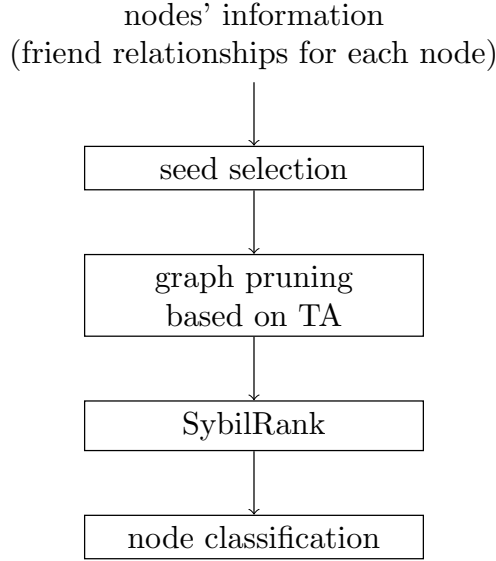 nodes' information
(friend relationships for each node)
seed selection
graph pruning
based on TA
SybilRank
node classification